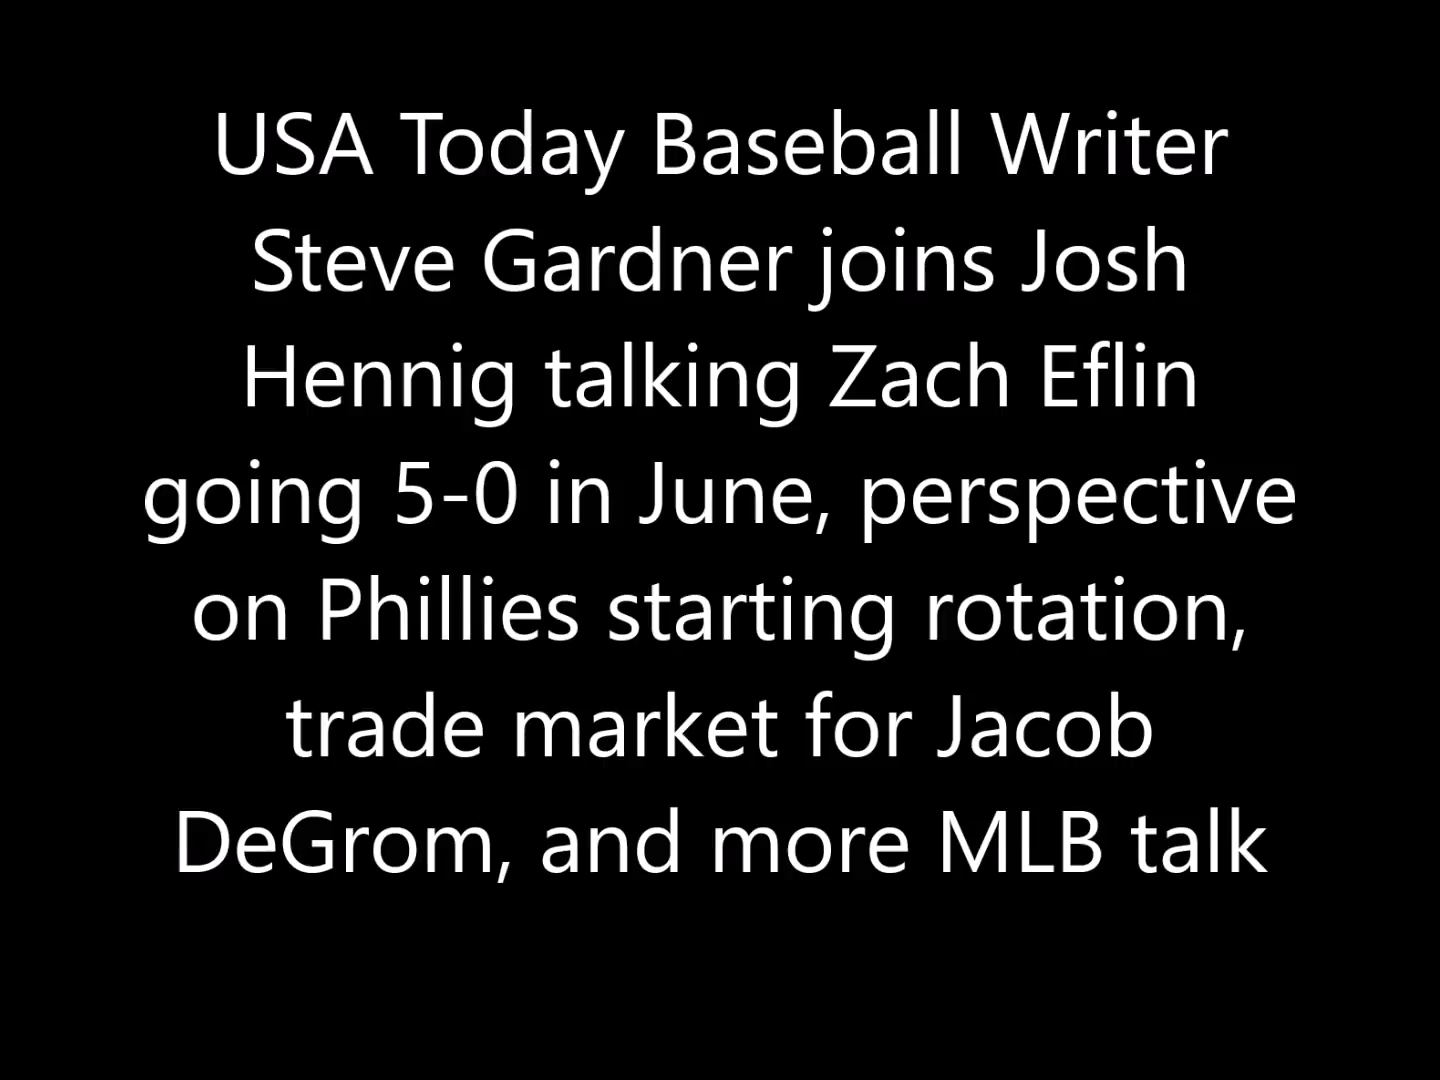 USA Today Baseball Writer
Steve Gardner joins Josh
Hennig talking Zach Eflin
going 5-0 in June, perspective
on Phillies starting rotation,
trade market for Jacob
DeGrom, and more MLB talk